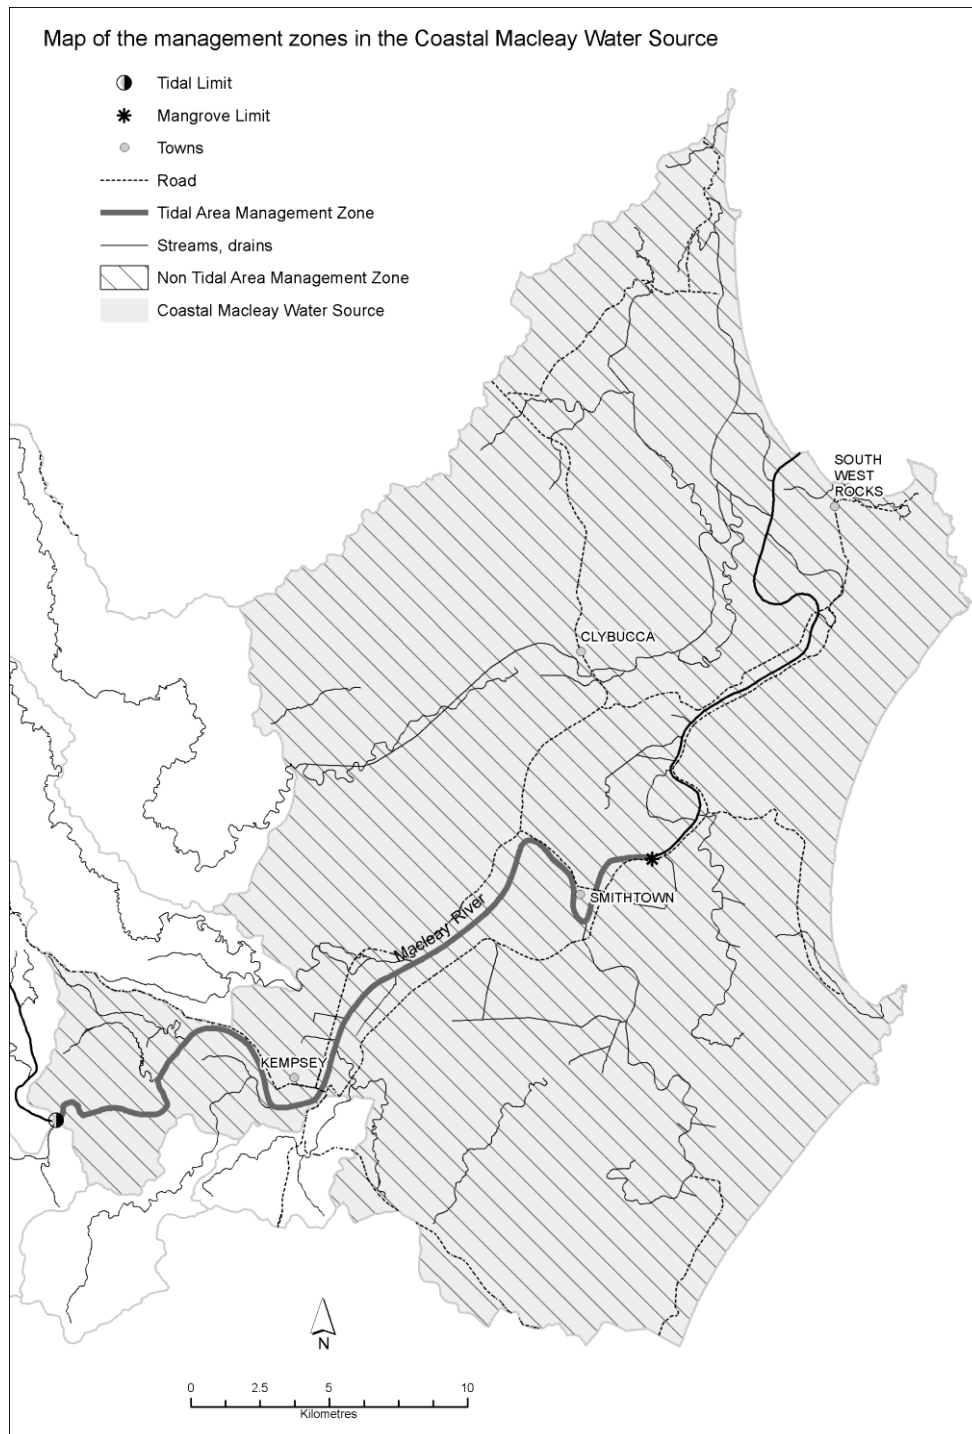 Map of the management zones in the Coastal Macleay Water Source
Tidal Limit
Mangrove Limit
Towns
Road
Tidal Area Management Zone
Streams, drains
Non Tidal Area Management Zone
Coastal Macleay Water Source
SOUTH
WEST
ROCKS
CLYBUCCA
SMITHTOWN
Macleay River
KEMPSEY
N
0 2.5 5 10
Kilometres